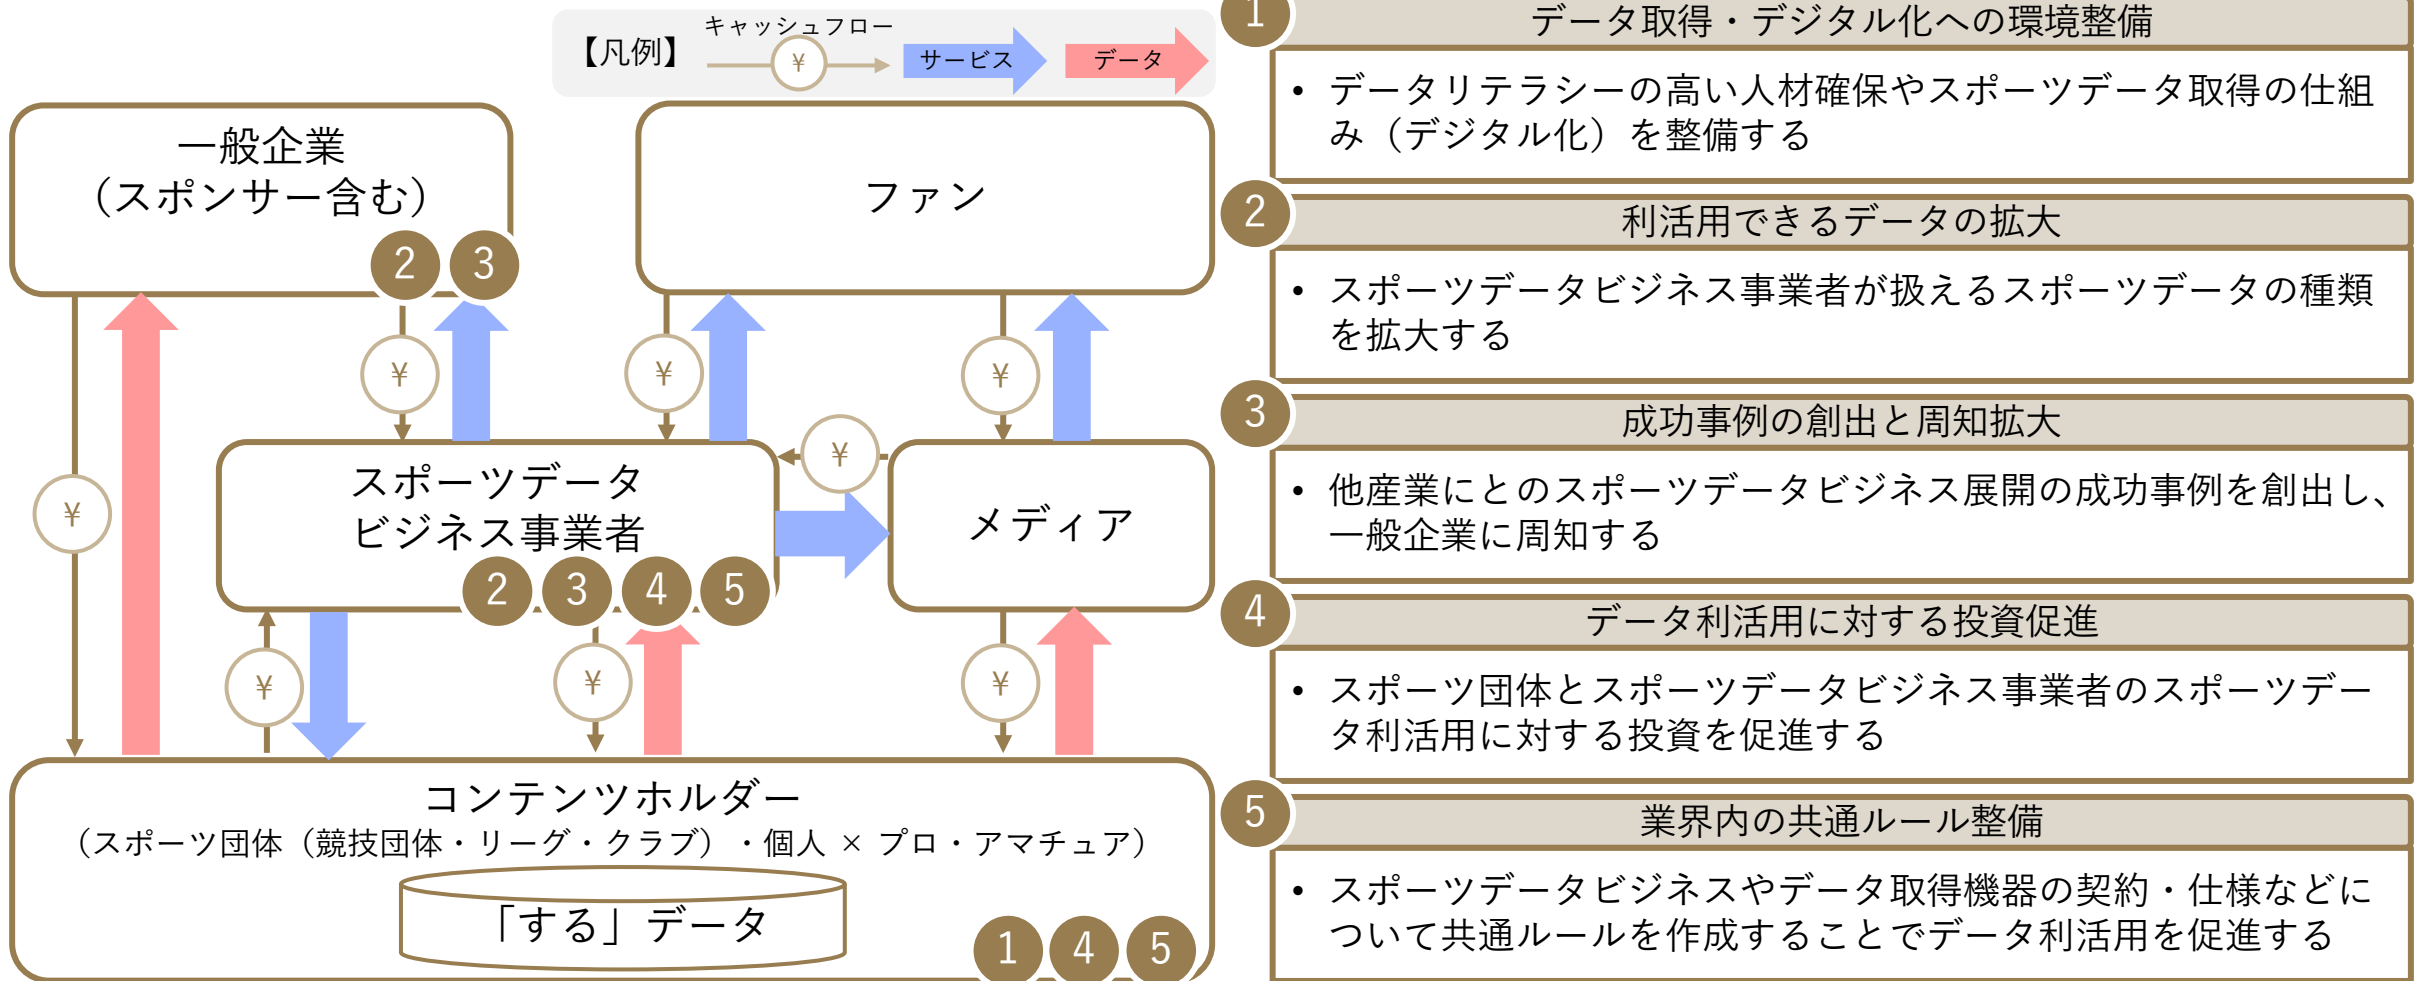 【凡例】
キャッシュフロー
¥
サービス
データ
一般企業
（スポンサー含む）
2
3
ファン
¥
¥
¥
¥
¥
スポーツデータ
ビジネス事業者
2
3
4
5
メディア
¥
¥
¥
コンテンツホルダー
（スポーツ団体（競技団体・リーグ・クラブ）・個人 × プロ・アマチュア）
「する」データ
1
4
5
1
データ取得・デジタル化への環境整備
• データリテラシーの高い人材確保やスポーツデータ取得の仕組
み（デジタル化）を整備する
2
利活用できるデータの拡大
• スポーツデータビジネス事業者が扱えるスポーツデータの種類
を拡大する
3
成功事例の創出と周知拡大
• 他産業にとのスポーツデータビジネス展開の成功事例を創出し、
一般企業に周知する
4
データ利活用に対する投資促進
• スポーツ団体とスポーツデータビジネス事業者のスポーツデー
タ利活用に対する投資を促進する
5
業界内の共通ルール整備
• スポーツデータビジネスやデータ取得機器の契約・仕様などに
ついて共通ルールを作成することでデータ利活用を促進する